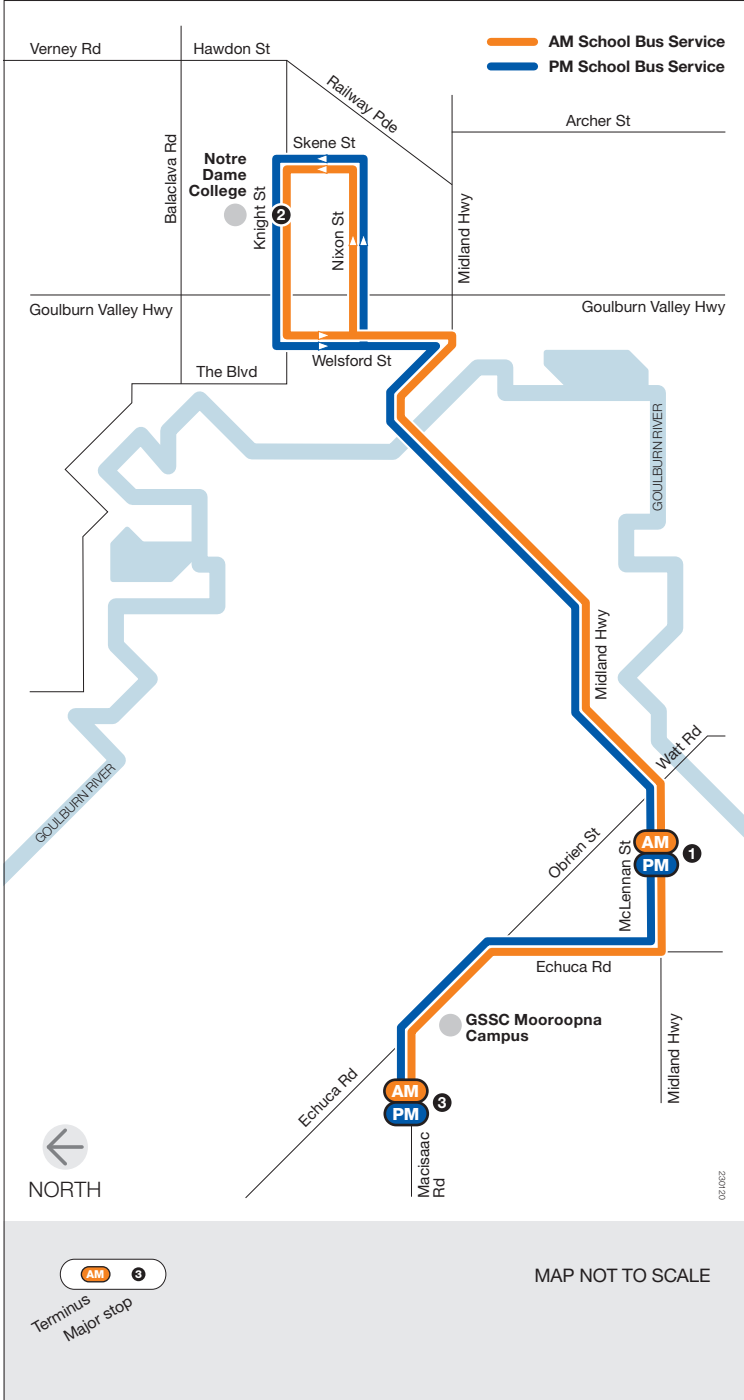 Verney Rd
Hawdon St
AM School Bus Service
PM School Bus Service
Railway Pde
Archer St
Balaclava Rd
Skene St
Notre
Dame
College
Knight St
2
Nixon St
Midland Hwy
Goulburn Valley Hwy
Goulburn Valley Hwy
Welsford St
The Blvd
GOULBURN RIVER
Midland Hwy
Watt Rd
GOULBURN RIVER
Obrien St
McLennan St
AM
PM
1
Echuca Rd
GSSC Mooroopna
Campus
Midland Hwy
Echuca Rd
AM
PM
3
Macisaac
Rd
NORTH
230120
AM
3
Terminus
Major stop
MAP NOT TO SCALE